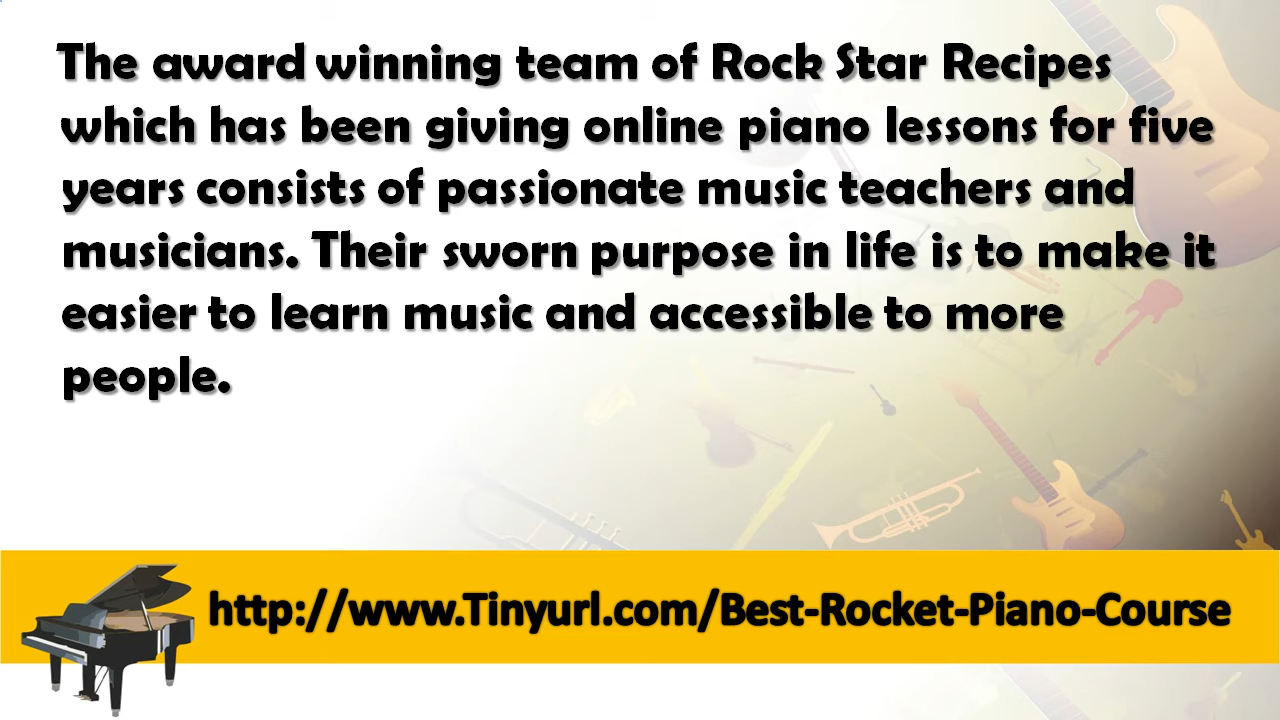 The award winning team of Rock Star Recipes
which has been giving online piano lessons for five
years consists of passionate music teachers and
musicians. Their sworn purpose in life is to make it
easier to learn music and accessible to more
people.
http://www.Tinyurl.com/Best-Rocket-Piano-Course